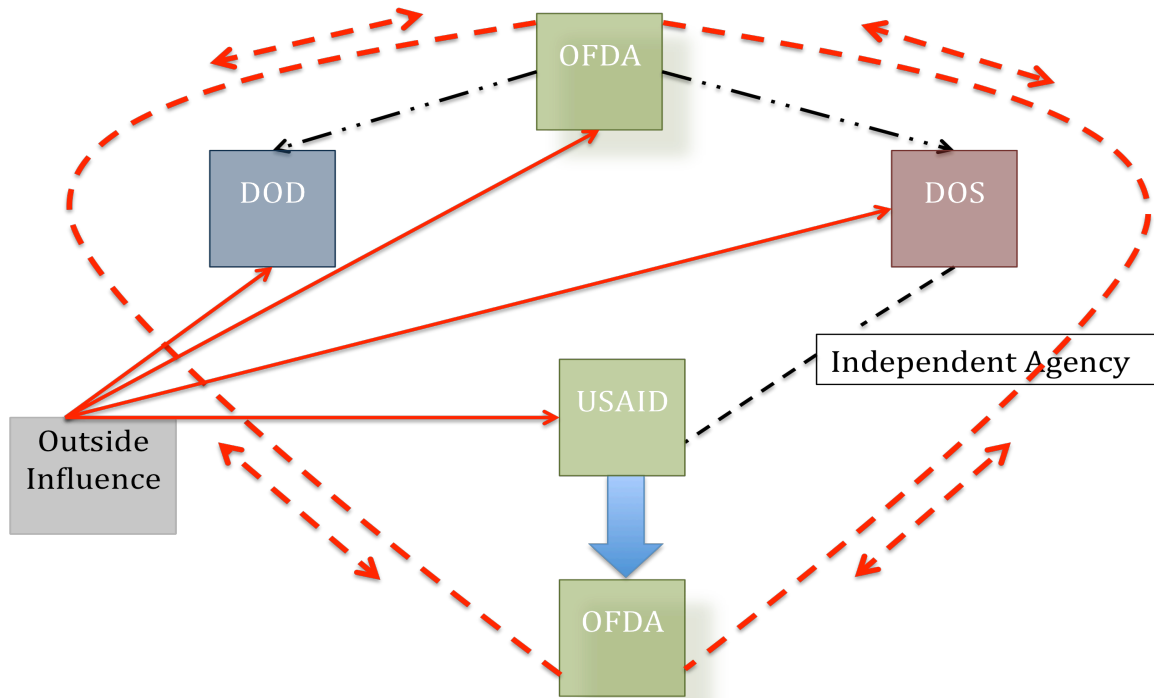 OFDA
DOD
DOS
Independent Agency
USAID
Outside
Influence
OFDA